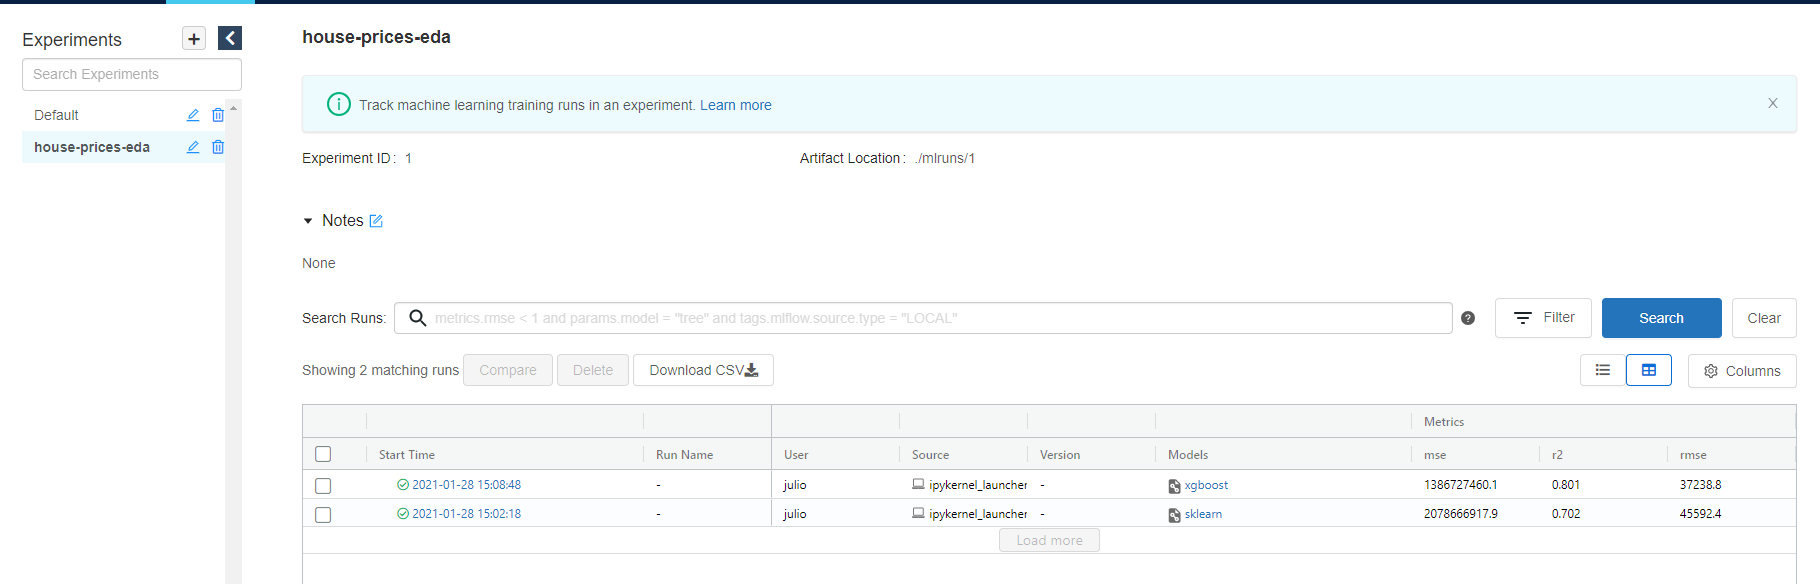 Experiments
Search Experiments
Default
house-prices-eda
house-prices-eda
Track machine learning training runs in an experiment. Learn more
Experiment ID: 1
Artifact Location: ./mlruns/1
Notes
None
Search Runs: metrics.rmse < 1 and params.model = "tree" and tags.mlflow.source.type = "LOCAL"
Filter
Search
Clear
Showing 2 matching runs
Compare
Delete
Download CSV
Columns
Metrics
Start Time Run Name User Source Version Models mse r2 rmse
2021-01-28 15:08:48 - julio ipykernel_launcher - xgboost 1386727460.1 0.801 37238.8
2021-01-28 15:02:18 - julio ipykernel_launcher - sklearn 2078666917.9 0.702 45592.4
Load more